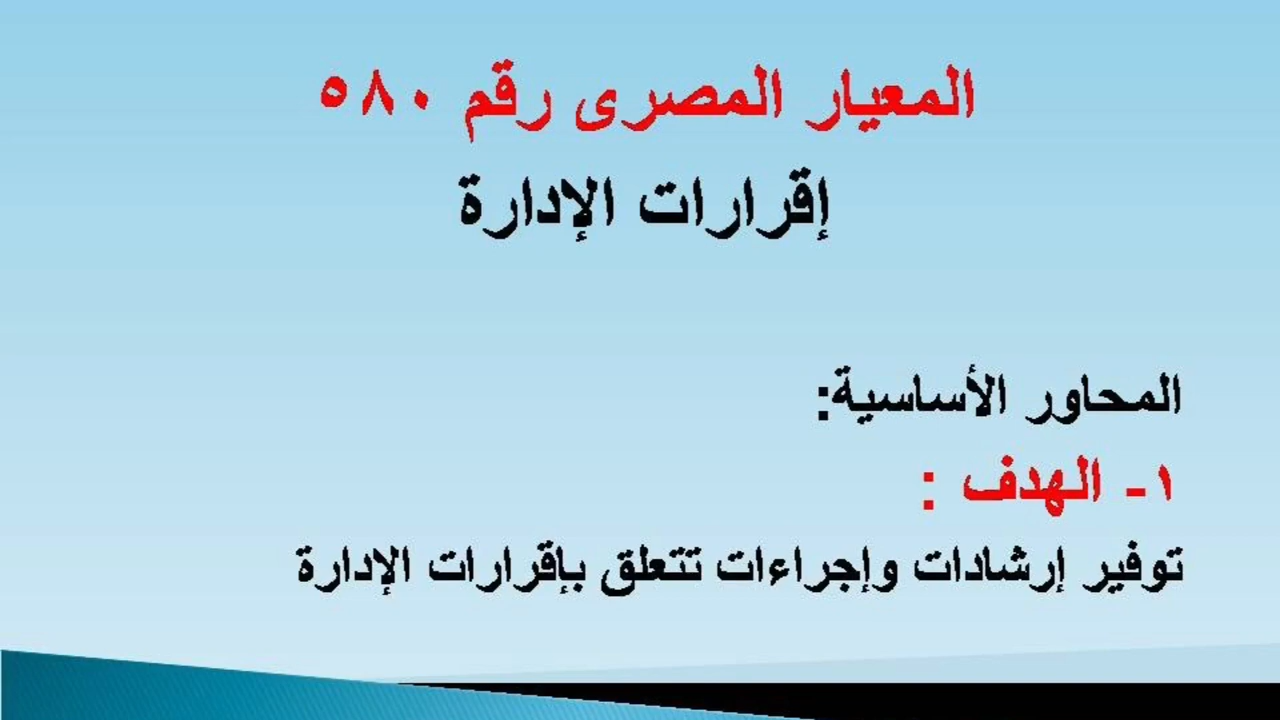 المعيار المصرى رقم ٥٨٠
إقرارات الإدارة
المحاور الأساسية:
١- الهدف :
توفير إرشادات وإجراءات تتعلق بإقرارات الإدارة